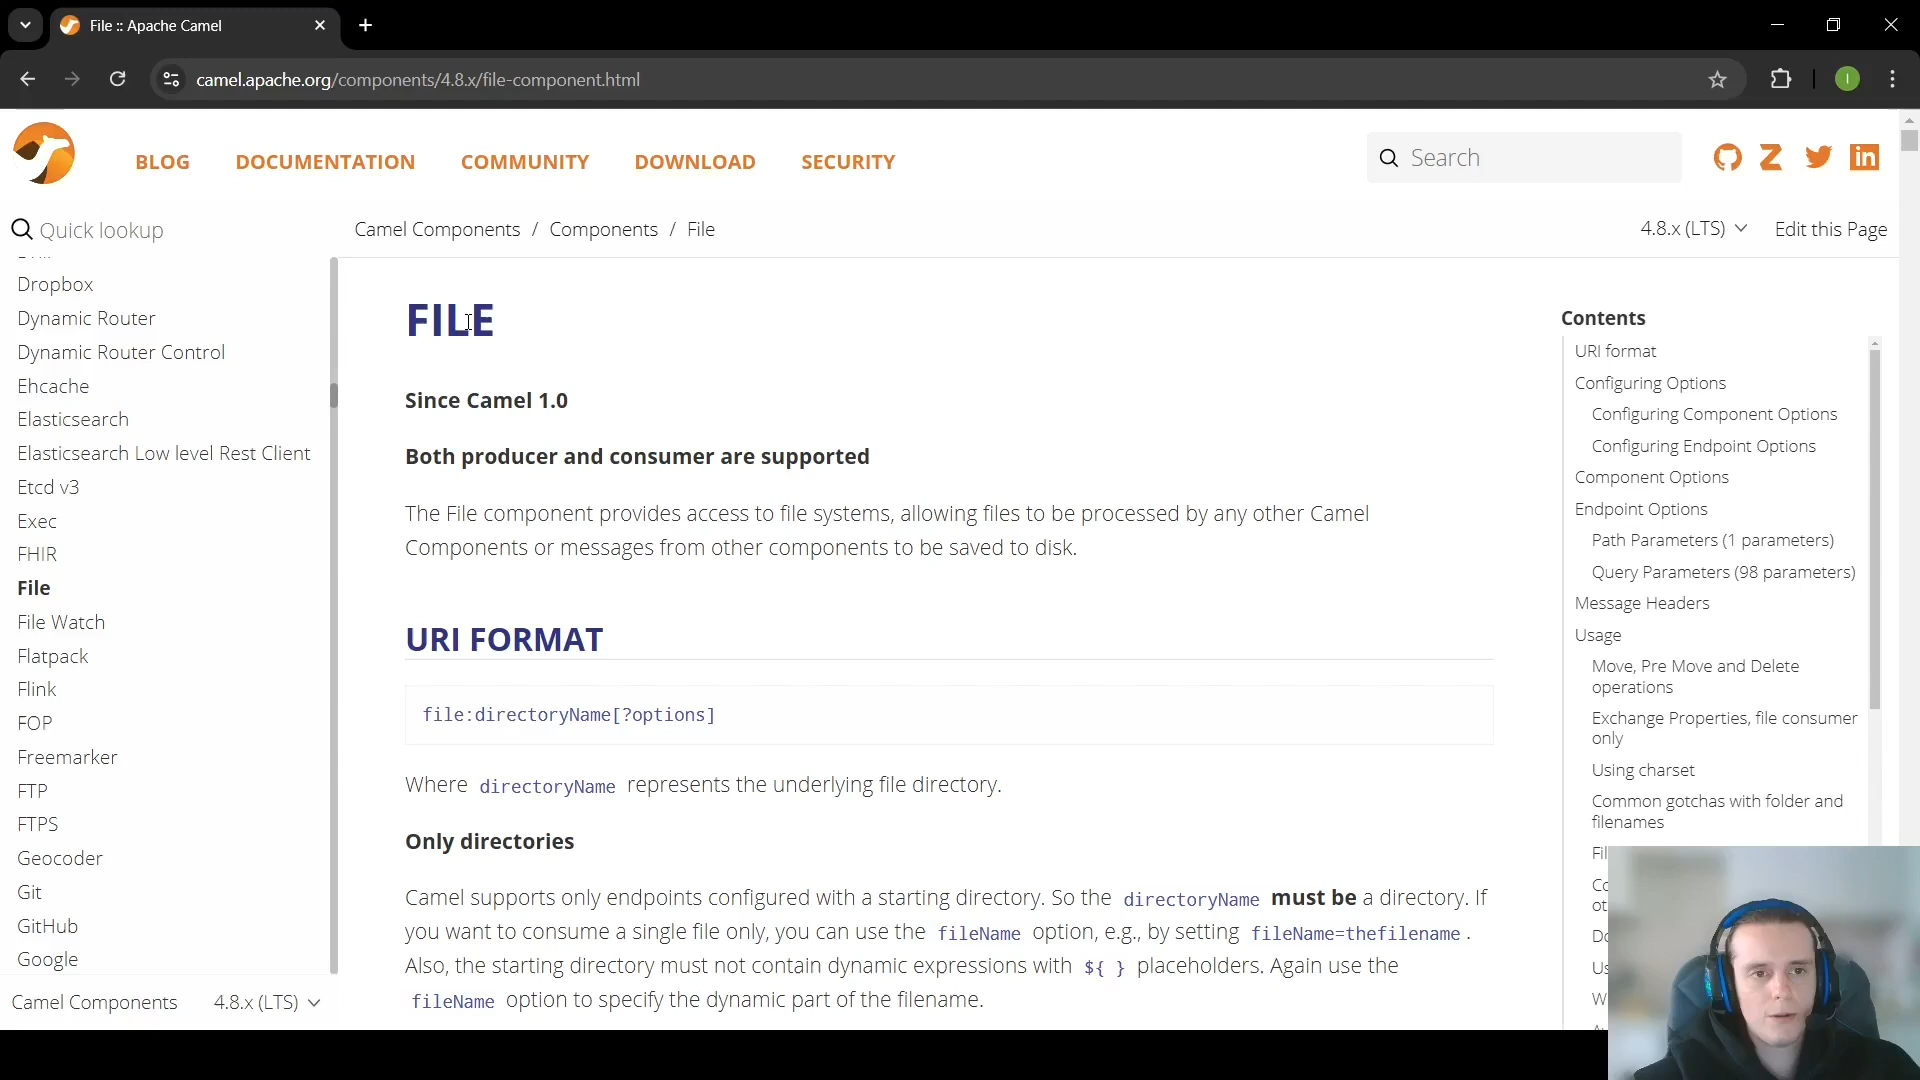 File :: Apache Camel
camel.apache.org/components/4.8.x/file-component.html
I
BLOG DOCUMENTATION COMMUNITY DOWNLOAD SECURITY
Search
Quick lookup
Camel Components / Components / File
4.8.x (LTS) Edit this Page
Dropbox
Dynamic Router
Dynamic Router Control
Ehcache
Elasticsearch
Elasticsearch Low level Rest Client
Etcd v3
Exec
FHIR
File
File Watch
Flatpack
Flink
FOP
Freemarker
FTP
FTPS
Geocoder
Git
GitHub
Google
Camel Components 4.8.x (LTS)
FILE
Since Camel 1.0
Both producer and consumer are supported
The File component provides access to file systems, allowing files to be processed by any other Camel
Components or messages from other components to be saved to disk.
URI FORMAT
file:directoryName[?options]
Where directoryName represents the underlying file directory.
Only directories
Camel supports only endpoints configured with a starting directory. So the directoryName must be a directory. If
you want to consume a single file only, you can use the fileName option, e.g., by setting fileName=thefilename.
Also, the starting directory must not contain dynamic expressions with ${ } placeholders. Again use the
fileName option to specify the dynamic part of the filename.
Contents
URI format
Configuring Options
Configuring Component Options
Configuring Endpoint Options
Component Options
Endpoint Options
Path Parameters (1 parameters)
Query Parameters (98 parameters)
Message Headers
Usage
Move, Pre Move and Delete
operations
Exchange Properties, file consumer
only
Using charset
Common gotchas with folder and
filenames